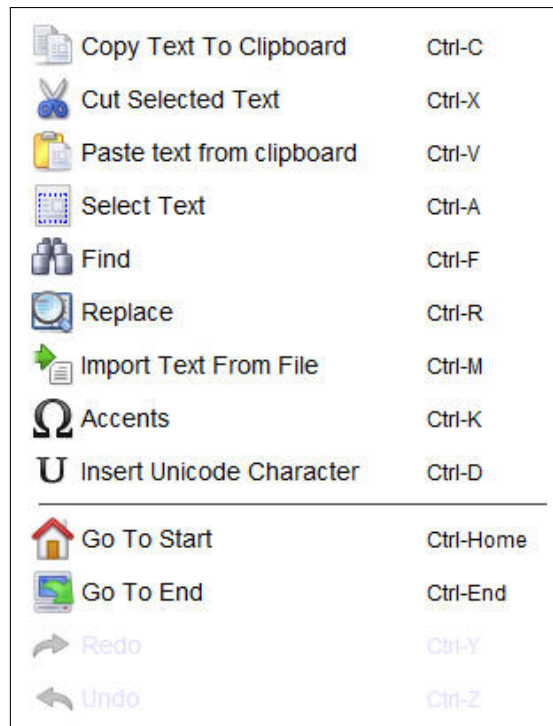 Copy Text To Clipboard Ctrl-C
Cut Selected Text Ctrl-X
Paste text from clipboard Ctrl-V
Select Text Ctrl-A
Find Ctrl-F
Replace Ctrl-R
Import Text From File Ctrl-M
Ω Accents Ctrl-K
U Insert Unicode Character Ctrl-D
Go To Start Ctrl-Home
Go To End Ctrl-End
Redo Ctrl-Y
Undo Ctrl-Z